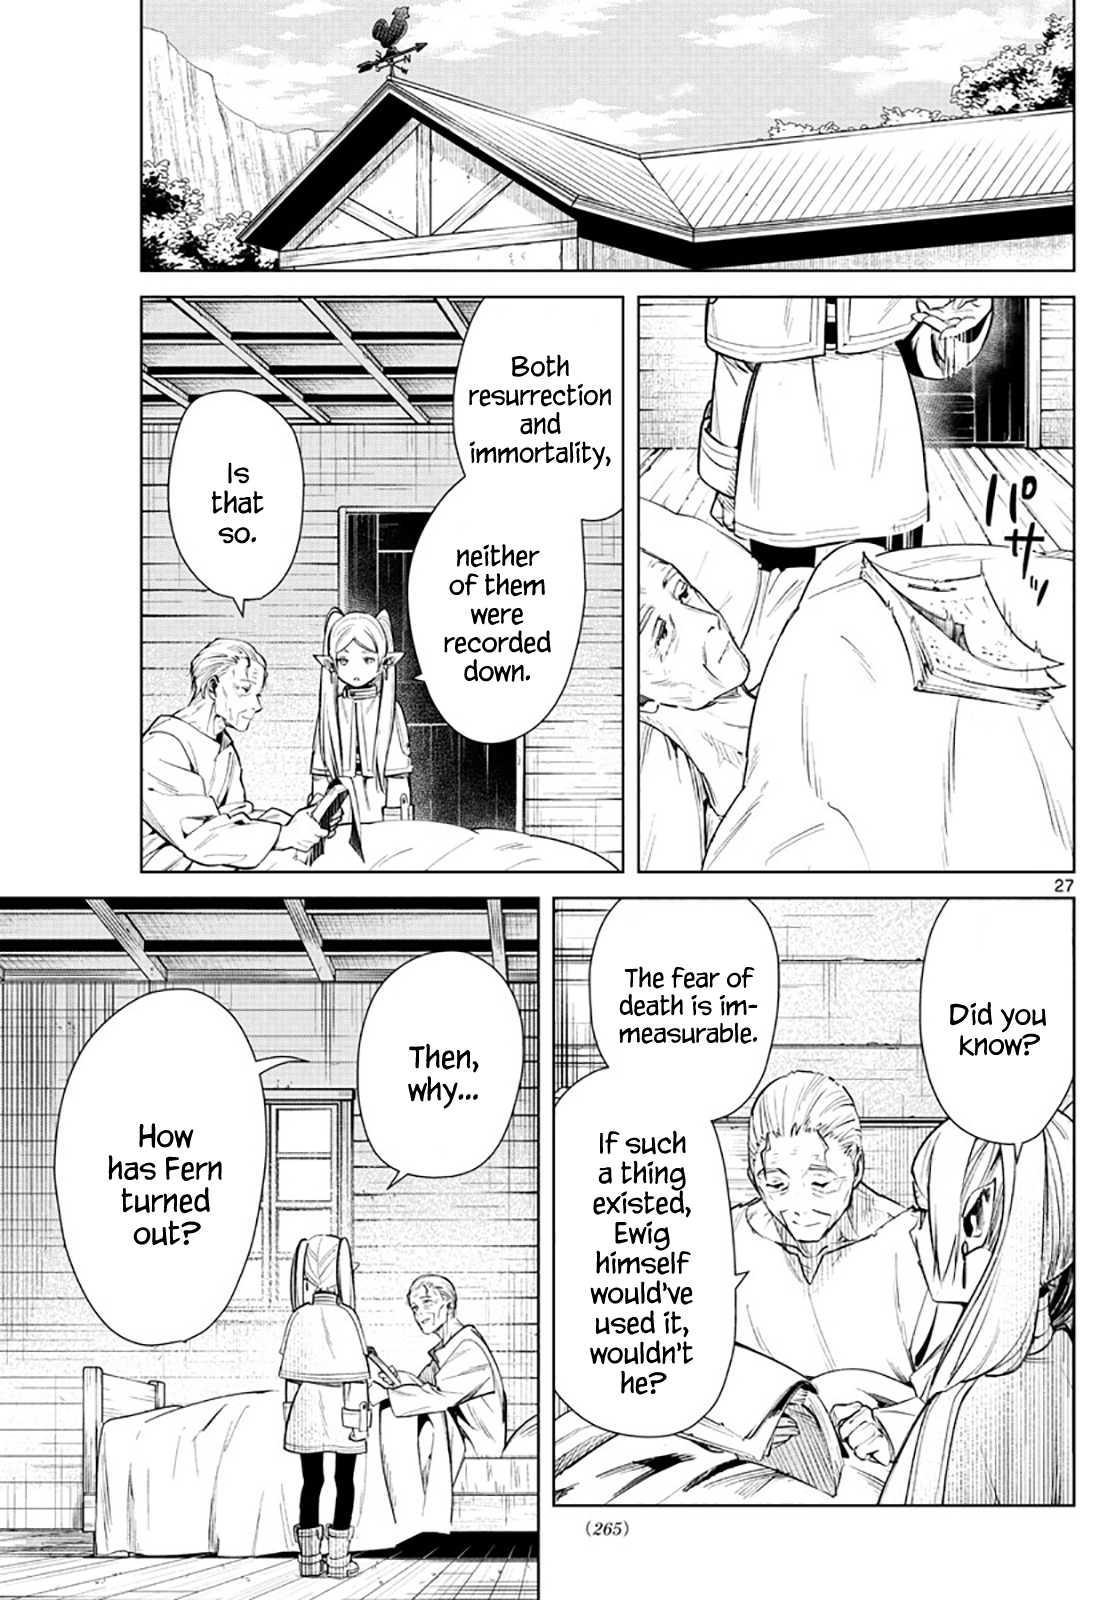 N
パサッ
Both
resurrection
and
immortality,
neither
of them
were
recorded
down.
Is
that
so.
27
Did you
know?
The fear of
death is im-
measurable.
If such
a thing
existed,
Ewig
himself
would've
used it,
wouldn't
he?
Then,
why...
How
has Fern
turned
out?
(265)